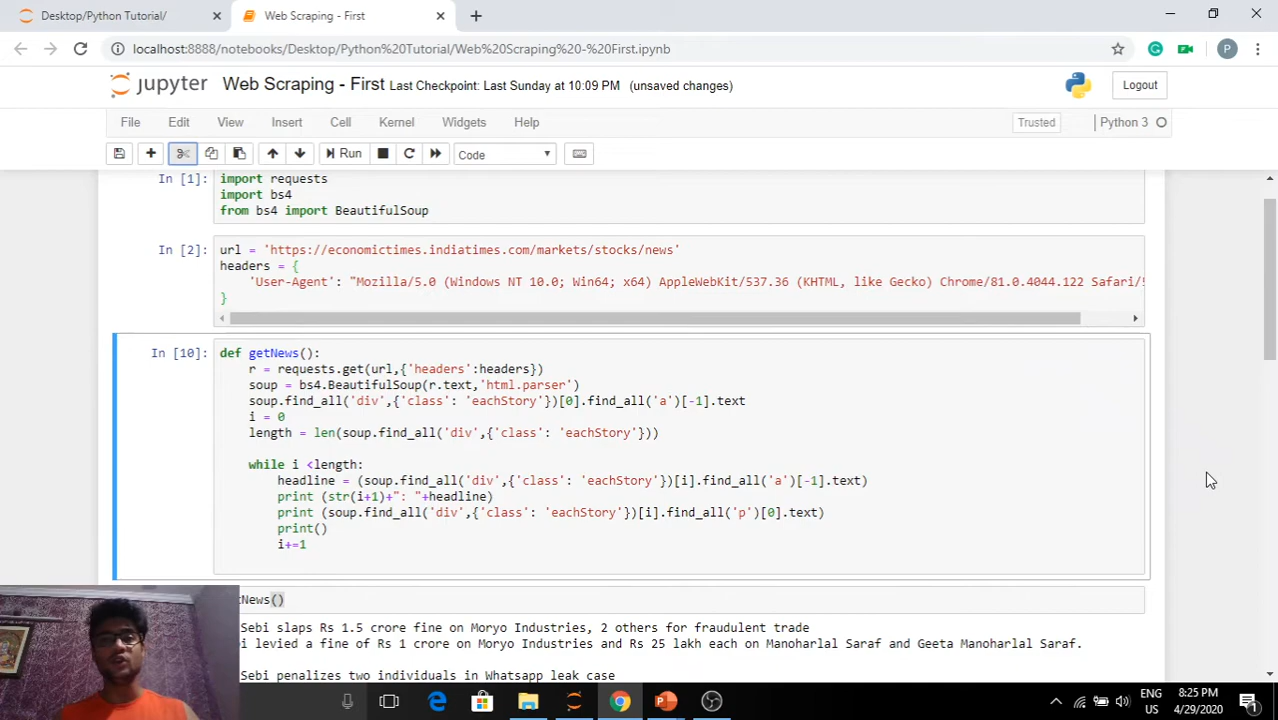 Desktop/Python Tutorial/
Web Scraping - First
localhost:8888/notebooks/Desktop/Python%20Tutorial/Web%20Scraping%20-%20First.ipynb
P
jupyter Web Scraping - First Last Checkpoint: Last Sunday at 10:09 PM (unsaved changes)
Logout
File Edit View Insert Cell Kernel Widgets Help
Trusted Python 3
Run Code
In [1]: import requests
import bs4
from bs4 import BeautifulSoup
In [2]: url = 'https://economictimes.indiatimes.com/markets/stocks/news'
headers = {
'User-Agent': "Mozilla/5.0 (Windows NT 10.0; Win64; x64) AppleWebKit/537.36 (KHTML, like Gecko) Chrome/81.0.4044.122 Safari/
}
In [10]: def getNews():
r = requests.get(url,{'headers':headers})
soup = bs4.BeautifulSoup(r.text,'html.parser')
soup.find_all('div',{'class': 'eachStory'})[0].find_all('a')[-1].text
i = 0
length = len(soup.find_all('div',{'class': 'eachStory'}))
while i <length:
headline = (soup.find_all('div',{'class': 'eachStory'})[i].find_all('a')[-1].text)
print (str(i+1)+": "+headline)
print (soup.find_all('div',{'class': 'eachStory'})[i].find_all('p')[0].text)
print()
i+=1
tNews()
Sebi slaps Rs 1.5 crore fine on Moryo Industries, 2 others for fraudulent trade
bi levied a fine of Rs 1 crore on Moryo Industries and Rs 25 lakh each on Manoharlal Saraf and Geeta Manoharlal Saraf.
Sebi penalizes two individuals in Whatsapp leak case
ENG
US
8:25 PM
4/29/2020
1